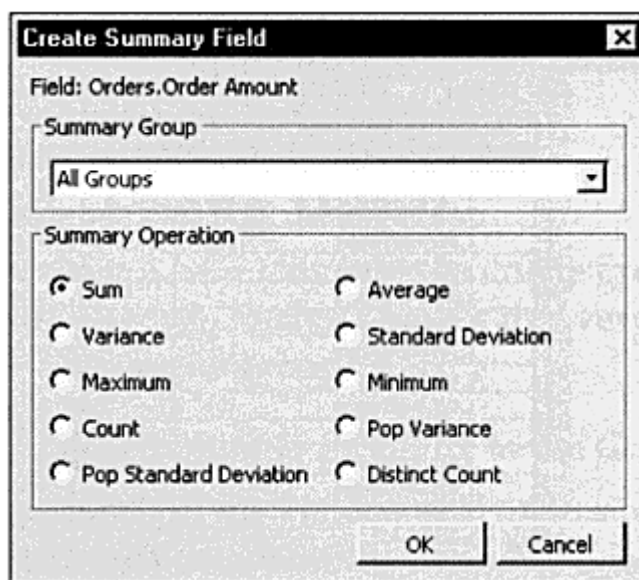 Create Summary Field
Field: Orders.Order Amount
Summary Group
All Groups
Summary Operation
Sum
Average
Variance
Standard Deviation
Maximum
Minimum
Count
Pop Variance
Pop Standard Deviation
Distinct Count
OK
Cancel